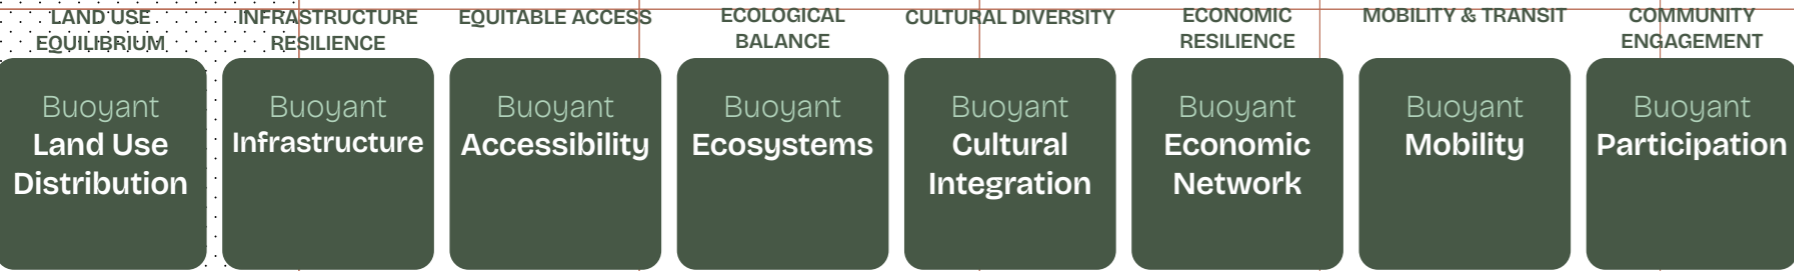 LAND USE
EQUILIBRIUM
Buoyant
Land Use
Distribution
INFRASTRUCTURE
RESILIENCE
Buoyant
Infrastructure
EQUITABLE ACCESS
Buoyant
Accessibility
ECOLOGICAL
BALANCE
Buoyant
Ecosystems
CULTURAL DIVERSITY
Buoyant
Cultural
Integration
ECONOMIC
RESILIENCE
Buoyant
Economic
Network
MOBILITY & TRANSIT
Buoyant
Mobility
COMMUNITY
ENGAGEMENT
Buoyant
Participation